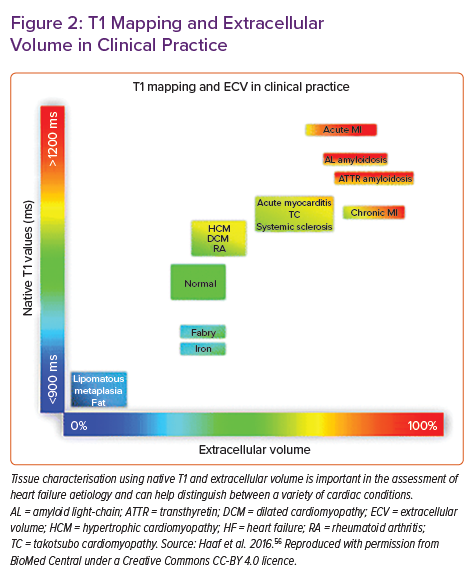 Figure 2: T1 Mapping and Extracellular
Volume in Clinical Practice
T1 mapping and ECV in clinical practice
>1200 ms
Native T1 values (ms)
<900 ms
Acute MI
AL amyloidosis
ATTR amyloidosis
Acute myocarditis
TC
Systemic sclerosis
Chronic MI
HCM
DCM
RA
Normal
Fabry
Iron
Lipomatous
metaplasia
Fat
0%
100%
Extracellular volume
Tissue characterisation using native T1 and extracellular volume is important in the assessment of
heart failure aetiology and can help distinguish between a variety of cardiac conditions.
AL = amyloid light-chain; ATTR = transthyretin; DCM = dilated cardiomyopathy; ECV = extracellular
volume; HCM = hypertrophic cardiomyopathy; HF = heart failure; RA = rheumatoid arthritis;
TC = takotsubo cardiomyopathy. Source: Haaf et al. 2016.56 Reproduced with permission from
BioMed Central under a Creative Commons CC-BY 4.0 licence.